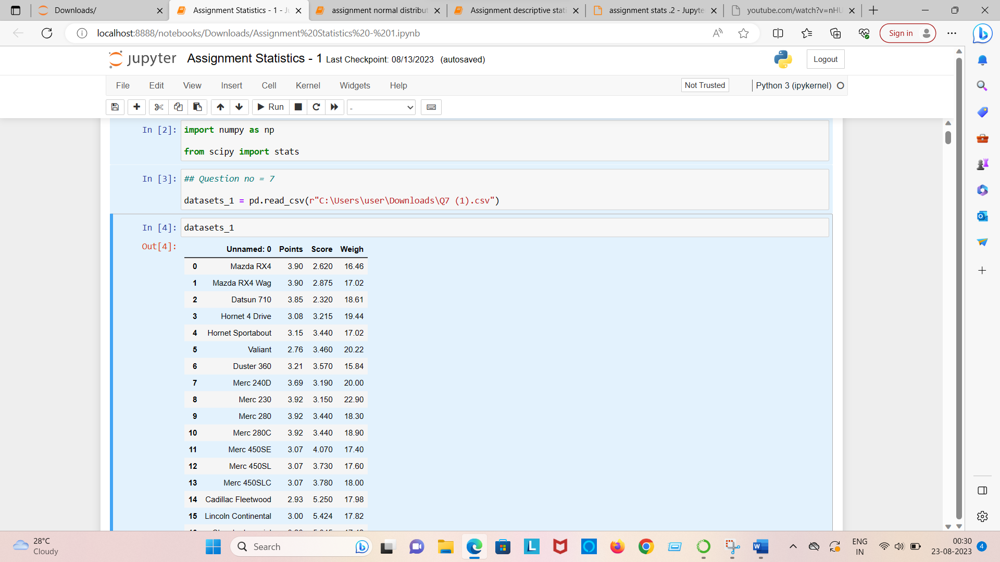 Downloads/
Assignment Statistics - 1 - Ju
assignment normal distribut
Assignment descriptive stati
assignment stats .2 - Jupyte
youtube.com/watch?v=nHU
localhost:8888/notebooks/Downloads/Assignment%20Statistics%20-%201.ipynb
Sign in
jupyter Assignment Statistics - 1 Last Checkpoint: 08/13/2023 (autosaved)
Logout
File Edit View Insert Cell Kernel Widgets Help
Not Trusted
Python 3 (ipykernel)
Run
-
In [2]: import numpy as np
from scipy import stats
In [3]: ## Question no = 7
datasets_1 = pd.read_csv(r"C:\Users\user\Downloads\Q7 (1).csv")
In [4]: datasets_1
Out[4]:
Unnamed: 0 Points Score Weigh
0 Mazda RX4 3.90 2.620 16.46
1 Mazda RX4 Wag 3.90 2.875 17.02
2 Datsun 710 3.85 2.320 18.61
3 Hornet 4 Drive 3.08 3.215 19.44
4 Hornet Sportabout 3.15 3.440 17.02
5 Valiant 2.76 3.460 20.22
6 Duster 360 3.21 3.570 15.84
7 Merc 240D 3.69 3.190 20.00
8 Merc 230 3.92 3.150 22.90
9 Merc 280 3.92 3.440 18.30
10 Merc 280C 3.92 3.440 18.90
11 Merc 450SE 3.07 4.070 17.40
12 Merc 450SL 3.07 3.730 17.60
13 Merc 450SLC 3.07 3.780 18.00
14 Cadillac Fleetwood 2.93 5.250 17.98
15 Lincoln Continental 3.00 5.424 17.82
28°C
Cloudy
Search
ENG
IN
00:30
23-08-2023
4